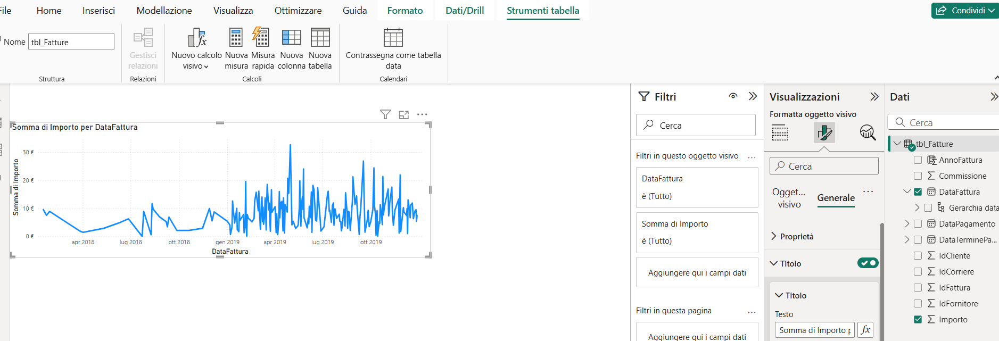 File Home Inserisci Modellazione Visualizza Ottimizzare Guida Formato Dati/Drill Strumenti tabella Condividi
Nome tbl_Fatture
Struttura
Gestisci
relazioni
Relazioni
Nuovo calcolo
visivo
Nuova
misura
Misura
rapida
Nuova
colonna
Nuova
tabella
Calcoli
Contrassegna come tabella
data
Calendari
Somma di Importo per DataFattura
Somma di Importo
30 €
20 €
10 €
0 €
apr 2018 lug 2018 ott 2018 gen 2019 apr 2019 lug 2019 ott 2019
DataFattura
Filtri
Cerca
Filtri in questo oggetto visivo ...
DataFattura
è (Tutto)
Somma di Importo
è (Tutto)
Aggiungere qui i campi dati
Filtri in questa pagina ...
Aggiungere qui i campi dati
Visualizzazioni
Formatta oggetto visivo
Cerca
Ogget...
visivo
Generale
...
Proprietà
Titolo
Titolo
Testo
Somma di Importo p
fx
Dati
Cerca
tbl_Fatture
AnnoFattura
Commissione
DataFattura
Gerarchia data
DataPagamento
DataTerminePa...
IdCliente
IdCorriere
IdFattura
IdFornitore
Importo